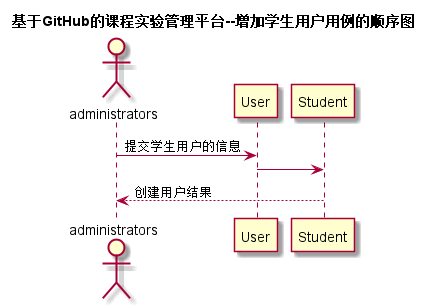 基于GitHub的课程实验管理平台--增加学生用户用例的顺序图
administrators
User
Student
提交学生用户的信息
创建用户结果
administrators
User
Student